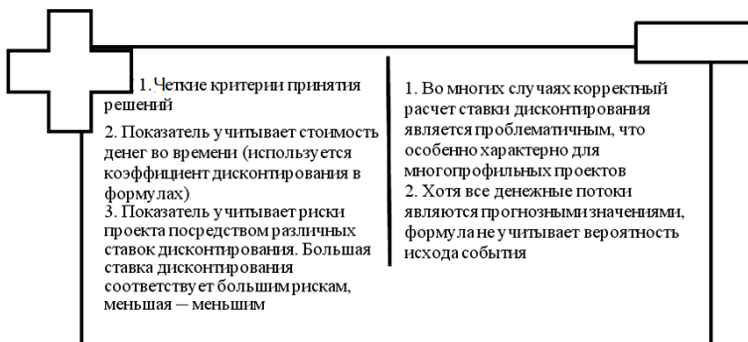 1. Четкие критерии принятия
решений
2. Показатель учитывает стоимость
денег во времени (используется
коэффициент дисконтирования в
формулах)
3. Показатель учитывает риски
проекта посредством различных
ставок дисконтирования. Большая
ставка дисконтирования
соответствует большим рискам,
меньшая — меньшим
1. Во многих случаях корректный
расчет ставки дисконтирования
является проблематичным, что
особенно характерно для
многопрофильных проектов
2. Хотя все денежные потоки
являются прогнозными значениями,
формула не учитывает вероятность
исхода события